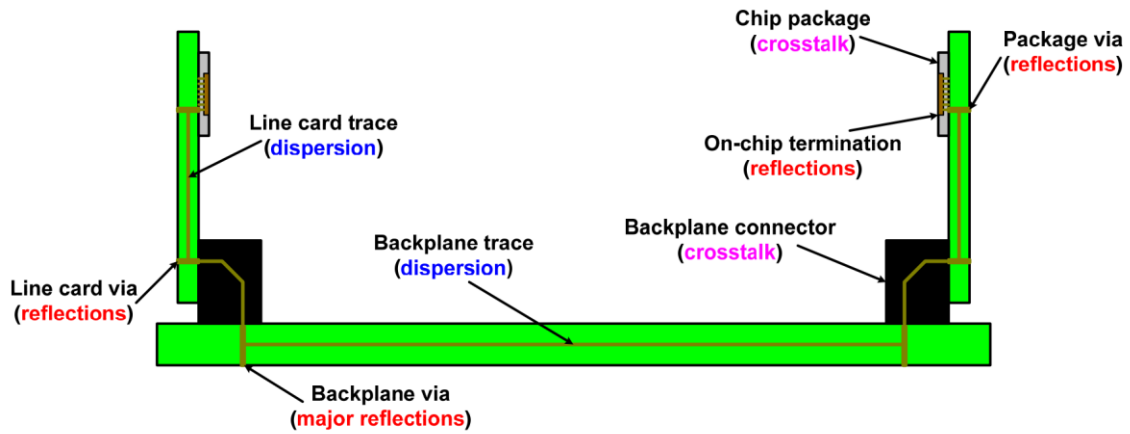 Chip package
(crosstalk)
Package via
(reflections)
Line card trace
(dispersion)
On-chip termination
(reflections)
Backplane trace
(dispersion)
Backplane connector
(crosstalk)
Line card via
(reflections)
Backplane via
(major reflections)